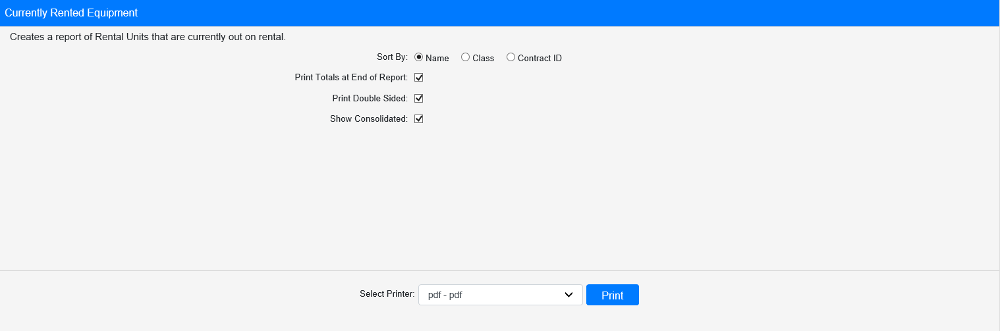 Currently Rented Equipment
Creates a report of Rental Units that are currently out on rental.
Sort By: Name Class Contract ID
Print Totals at End of Report:
Print Double Sided:
Show Consolidated:
Select Printer: pdf - pdf Print